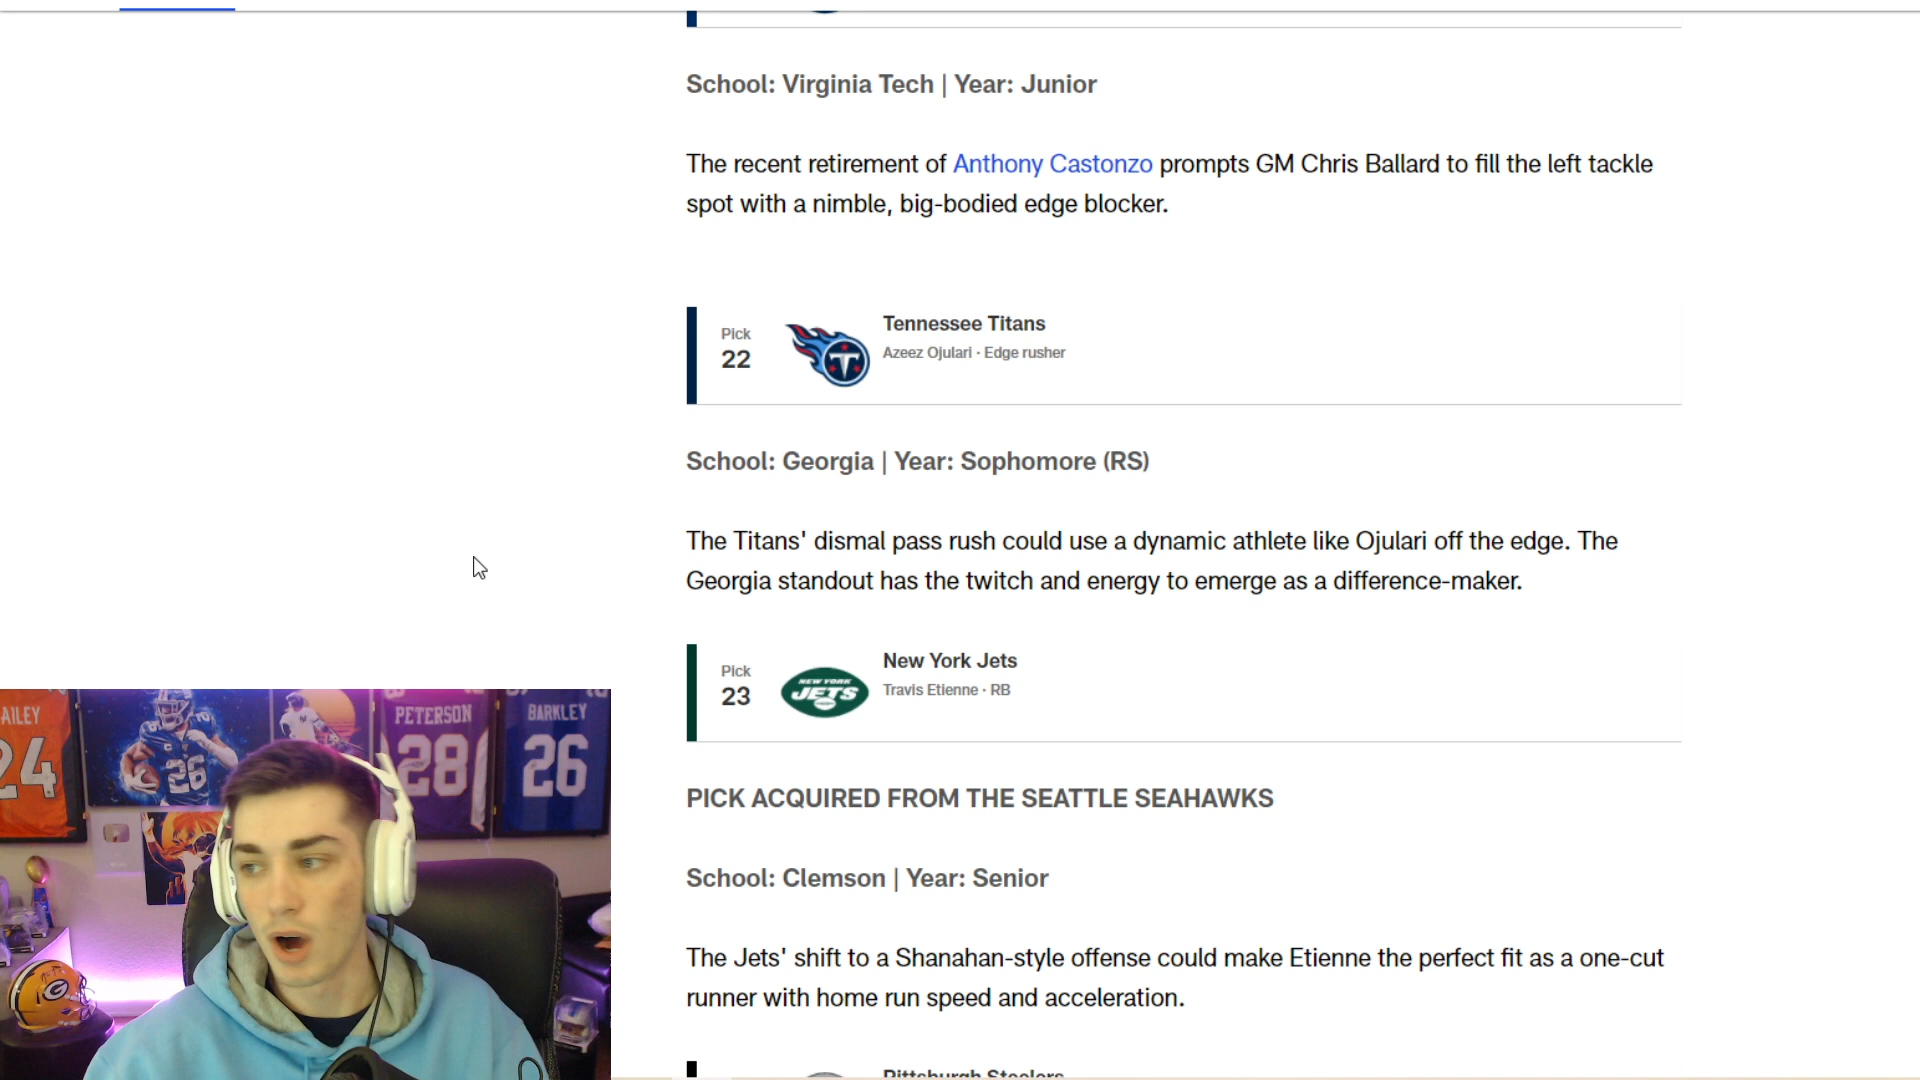 School: Virginia Tech | Year: Junior
The recent retirement of Anthony Castonzo prompts GM Chris Ballard to fill the left tackle
spot with a nimble, big-bodied edge blocker.
Pick
22
Tennessee Titans
Azeez Ojulari · Edge rusher
T
School: Georgia | Year: Sophomore (RS)
The Titans' dismal pass rush could use a dynamic athlete like Ojulari off the edge. The
Georgia standout has the twitch and energy to emerge as a difference-maker.
Pick
23
NEW YORK
JETS
New York Jets
Travis Etienne · RB
PICK ACQUIRED FROM THE SEATTLE SEAHAWKS
School: Clemson | Year: Senior
The Jets' shift to a Shanahan-style offense could make Etienne the perfect fit as a one-cut
runner with home run speed and acceleration.
Pittsburgh Steelers
AILEY
24
26
PETERSON
28
BARKLEY
26
G